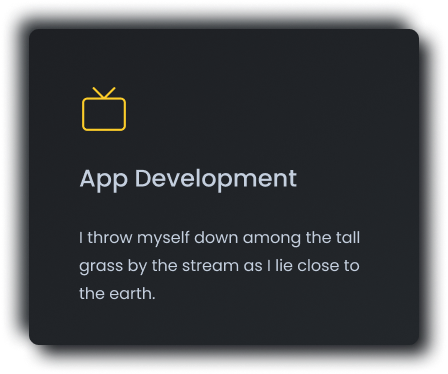 App Development
I throw myself down among the tall
grass by the stream as I lie close to
the earth.